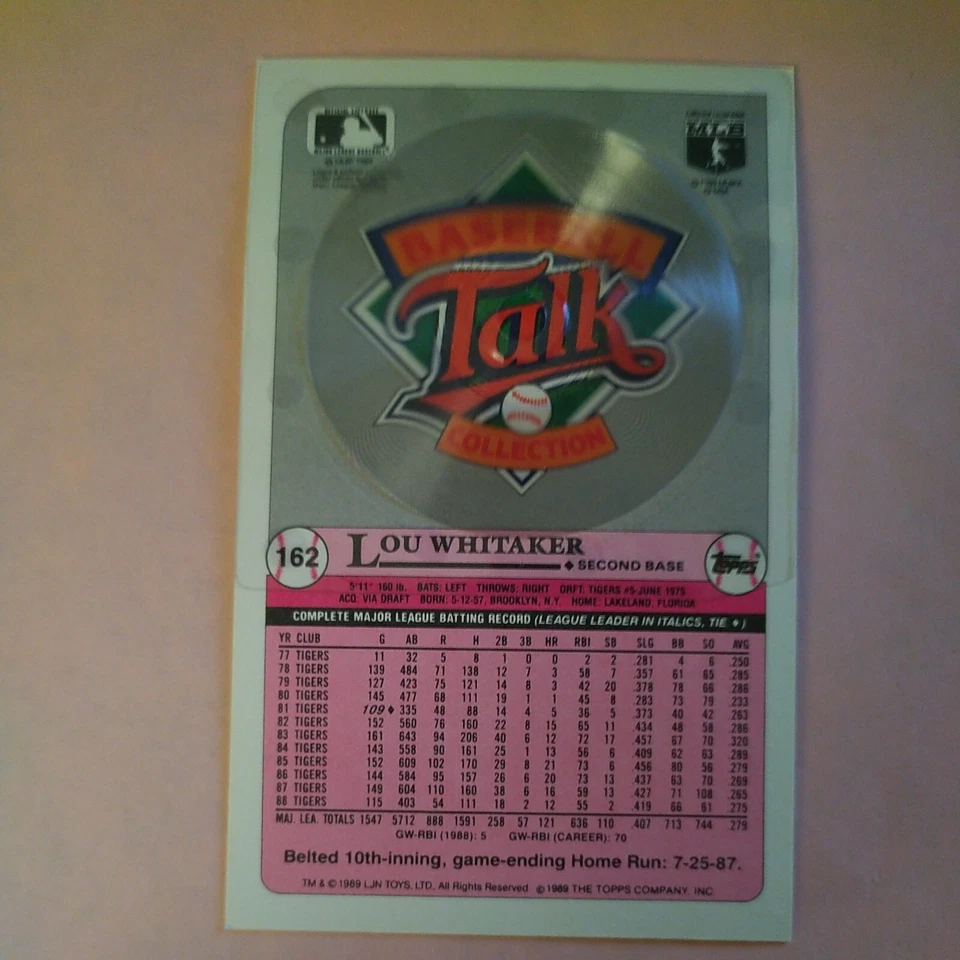 MAJOR LEAGUE BASEBALL
MLB
BASEBALL
Talk
COLLECTION
162
LOU WHITAKER
◆ SECOND BASE
TOPPS
5'11" 160 lb. BATS: LEFT THROWS: RIGHT DRFT: TIGERS #5-JUNE 1975
ACQ: VIA DRAFT BORN: 5-12-57, BROOKLYN, N.Y. HOME: LAKELAND, FLORIDA
COMPLETE MAJOR LEAGUE BATTING RECORD (LEAGUE LEADER IN ITALICS, TIE ◆)
YR CLUB G AB R H 2B 3B HR RBI SB SLG BB SO AVG
77 TIGERS 11 32 5 8 1 0 0 2 2 .281 4 6 .250
78 TIGERS 139 484 71 138 12 7 3 58 7 .357 61 65 .285
79 TIGERS 127 423 75 121 14 8 3 42 20 .378 78 66 .286
80 TIGERS 145 477 68 111 19 1 1 45 8 .283 73 79 .233
81 TIGERS 109◆ 335 48 88 14 4 5 36 5 .373 40 42 .263
82 TIGERS 152 560 76 160 22 8 15 65 11 .434 48 58 .286
83 TIGERS 161 643 94 206 40 6 12 72 17 .457 67 70 .320
84 TIGERS 143 558 90 161 25 1 13 56 6 .409 62 63 .289
85 TIGERS 152 609 102 170 29 8 21 73 6 .456 80 56 .279
86 TIGERS 144 584 95 157 26 6 20 73 13 .437 63 70 .269
87 TIGERS 149 604 110 160 38 6 16 59 13 .427 71 108 .265
88 TIGERS 115 403 54 111 18 2 12 55 2 .419 66 61 .275
MAJ. LEA. TOTALS 1547 5712 888 1591 258 57 121 636 110 .407 713 744 .279
GW-RBI (1988): 5 GW-RBI (CAREER): 70
Belted 10th-inning, game-ending Home Run: 7-25-87.
TM & © 1989 LJN TOYS, LTD. All Rights Reserved © 1989 THE TOPPS COMPANY, INC.